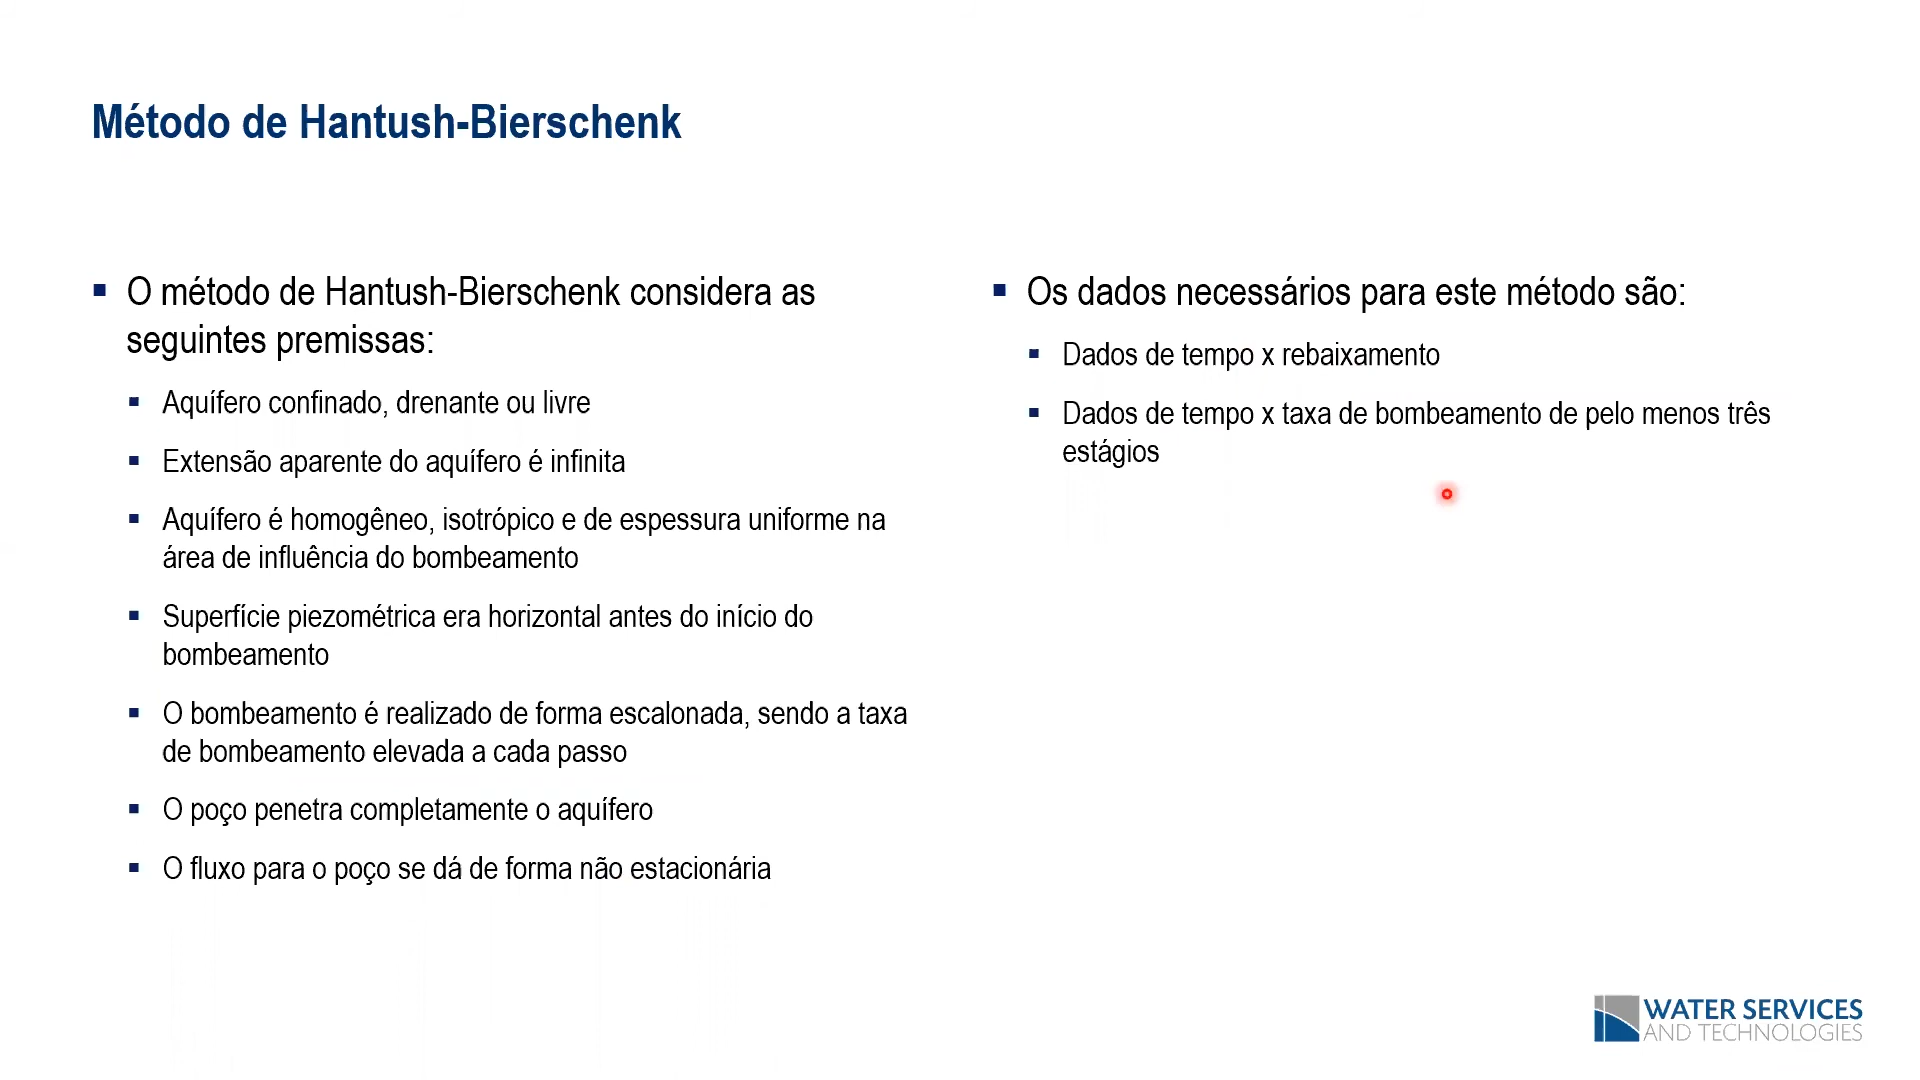 Método de Hantush-Bierschenk
O método de Hantush-Bierschenk considera as
seguintes premissas:
Aquífero confinado, drenante ou livre
Extensão aparente do aquífero é infinita
Aquífero é homogêneo, isotrópico e de espessura uniforme na
área de influência do bombeamento
Superfície piezométrica era horizontal antes do início do
bombeamento
O bombeamento é realizado de forma escalonada, sendo a taxa
de bombeamento elevada a cada passo
O poço penetra completamente o aquífero
O fluxo para o poço se dá de forma não estacionária
Os dados necessários para este método são:
Dados de tempo x rebaixamento
Dados de tempo x taxa de bombeamento de pelo menos três
estágios
WATER SERVICES
AND TECHNOLOGIES